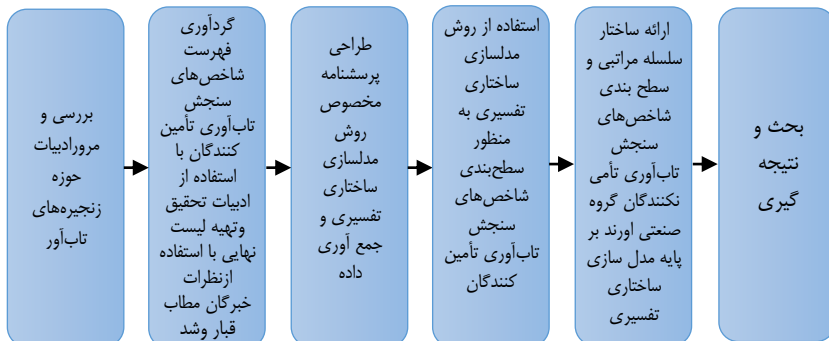 بررسی و
مرورادبیات
حوزه
زنجیره‌های
تاب‌آور
گردآوری
فهرست
شاخص‌های
سنجش
تاب‌آوری تأمین
کنندگان با
استفاده از
ادبیات تحقیق
وتهیه لیست
نهایی با استفاده
ازنظرات
خبرگان مطاب
قبار وشد
طراحی
پرسشنامه
مخصوص
روش
مدلسازی
ساختاری
تفسیری و
جمع آوری
داده
استفاده از روش
مدلسازی
ساختاری
تفسیری به
منظور
سطح‌بندی
شاخص‌های
سنجش
تاب‌آوری تأمین
کنندگان
ارائه ساختار
سلسله مراتبی و
سطح بندی
شاخص‌های
سنجش
تاب‌آوری تأمی
نکنندگان گروه
صنعتی اورند بر
پایه مدل سازی
ساختاری
تفسیری
بحث و
نتیجه
گیری